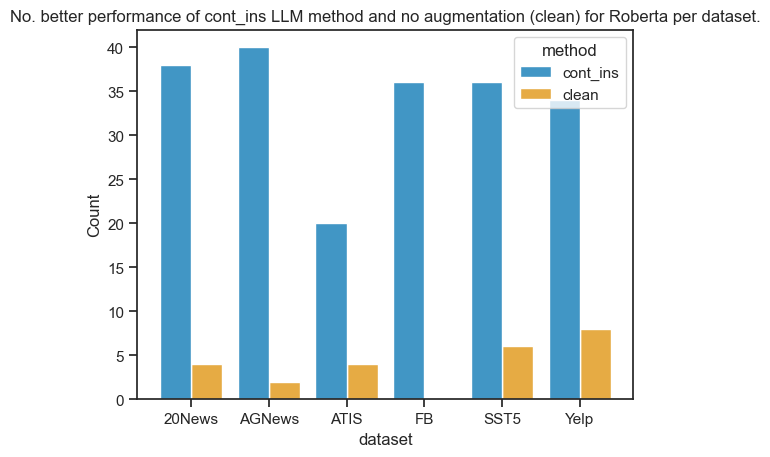 No. better performance of cont_ins LLM method and no augmentation (clean) for Roberta per dataset.
method
cont_ins
clean
40
35
30
25
20
15
10
5
0
Count
20News AGNews ATIS FB SST5 Yelp
dataset